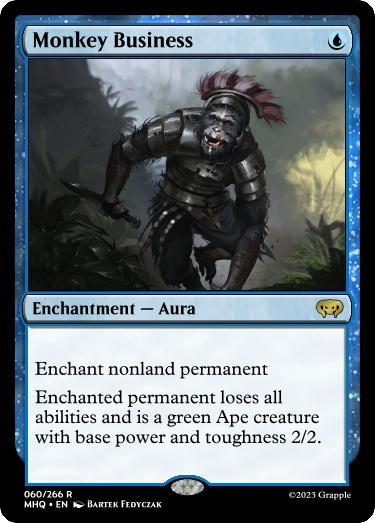 Monkey Business
Enchantment — Aura
Enchant nonland permanent
Enchanted permanent loses all
abilities and is a green Ape creature
with base power and toughness 2/2.
060/266 R
MHQ • EN BARTEK FEDYCZAK
©2023 Grapple